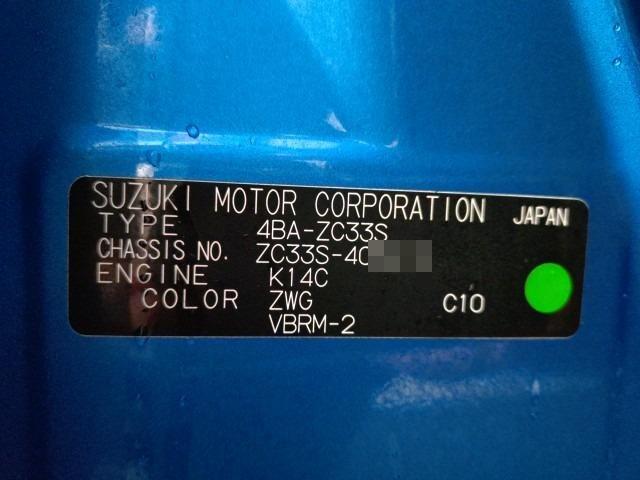 SUZUKI MOTOR CORPORATION JAPAN
TYPE 4BA-ZC33S
CHASSIS NO. ZC33S-40
ENGINE K14C
COLOR ZWG C10
VBRM-2